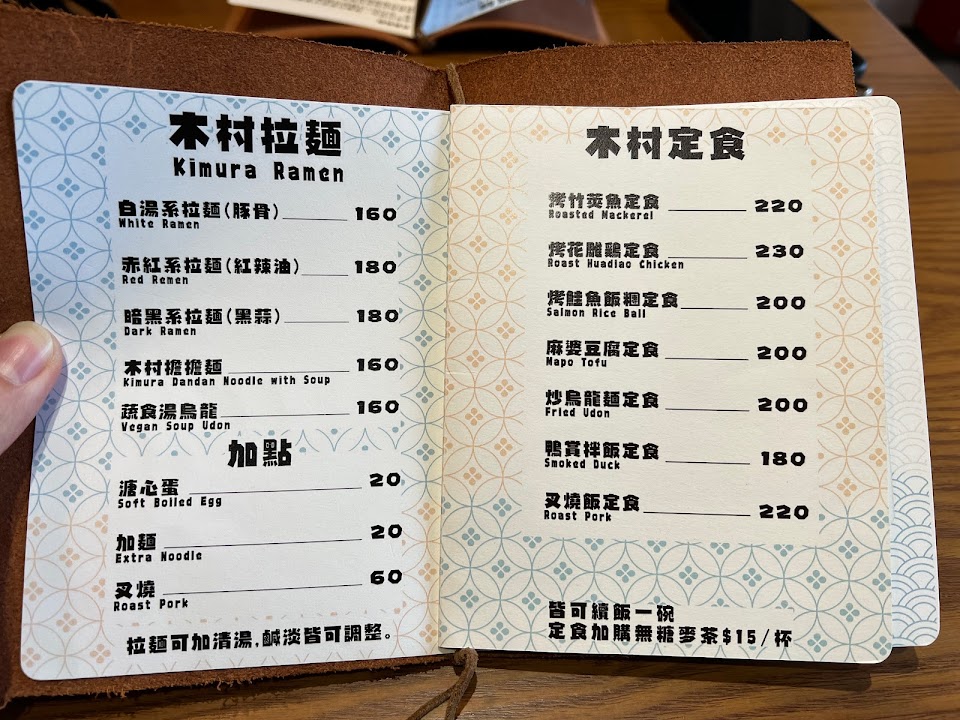 木村拉麵
Kimura Ramen
白湯系拉麵(豚骨) 160
White Ramen
赤紅系拉麵(紅辣油) 180
Red Remen
暗黑系拉麵(黑蒜) 180
Dark Ramen
木村擔擔麵 160
Kimura Dandan Noodle with Soup
蔬食湯烏龍 160
Vegan Soup Udon
加點
溏心蛋 20
Soft Boiled Egg
加麵 20
Extra Noodle
叉燒 60
Roast Pork
拉麵可加清湯,鹹淡皆可調整。
木村定食
烤竹莢魚定食 220
Roasted Mackerel
烤花雕鷄定食 230
Roast Huadiao Chicken
烤鮭魚飯糰定食 200
Salmon Rice Ball
麻婆豆腐定食 200
Mapo Tofu
炒烏龍麵定食 200
Fried Udon
鴨賞拌飯定食 180
Smoked Duck
叉燒飯定食 220
Roast Pork
皆可續飯一碗
定食加購無糖麥茶$15/杯